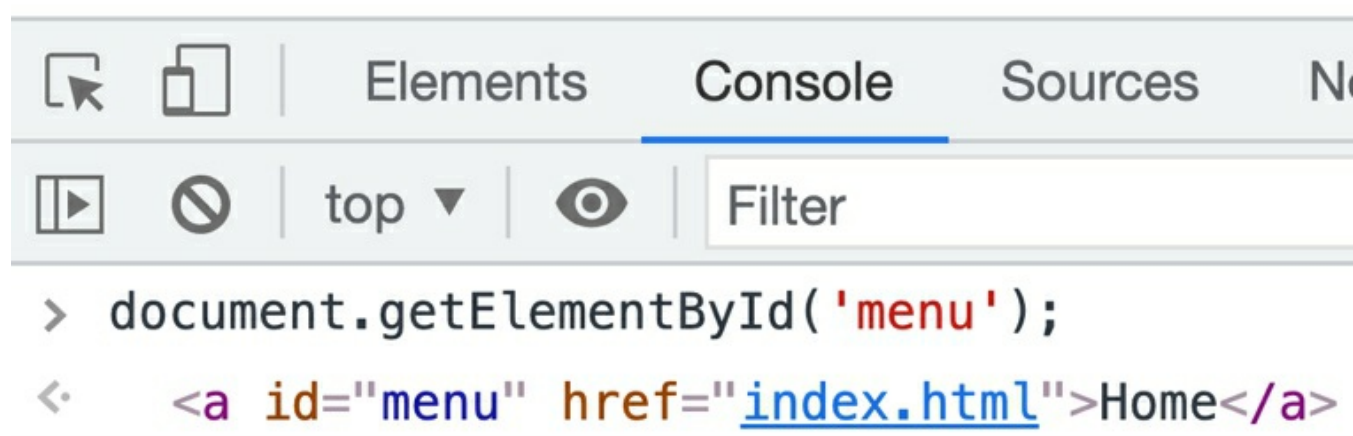 Elements Console Sources
top Filter
document.getElementById('menu');
<a id="menu" href="index.html">Home</a>